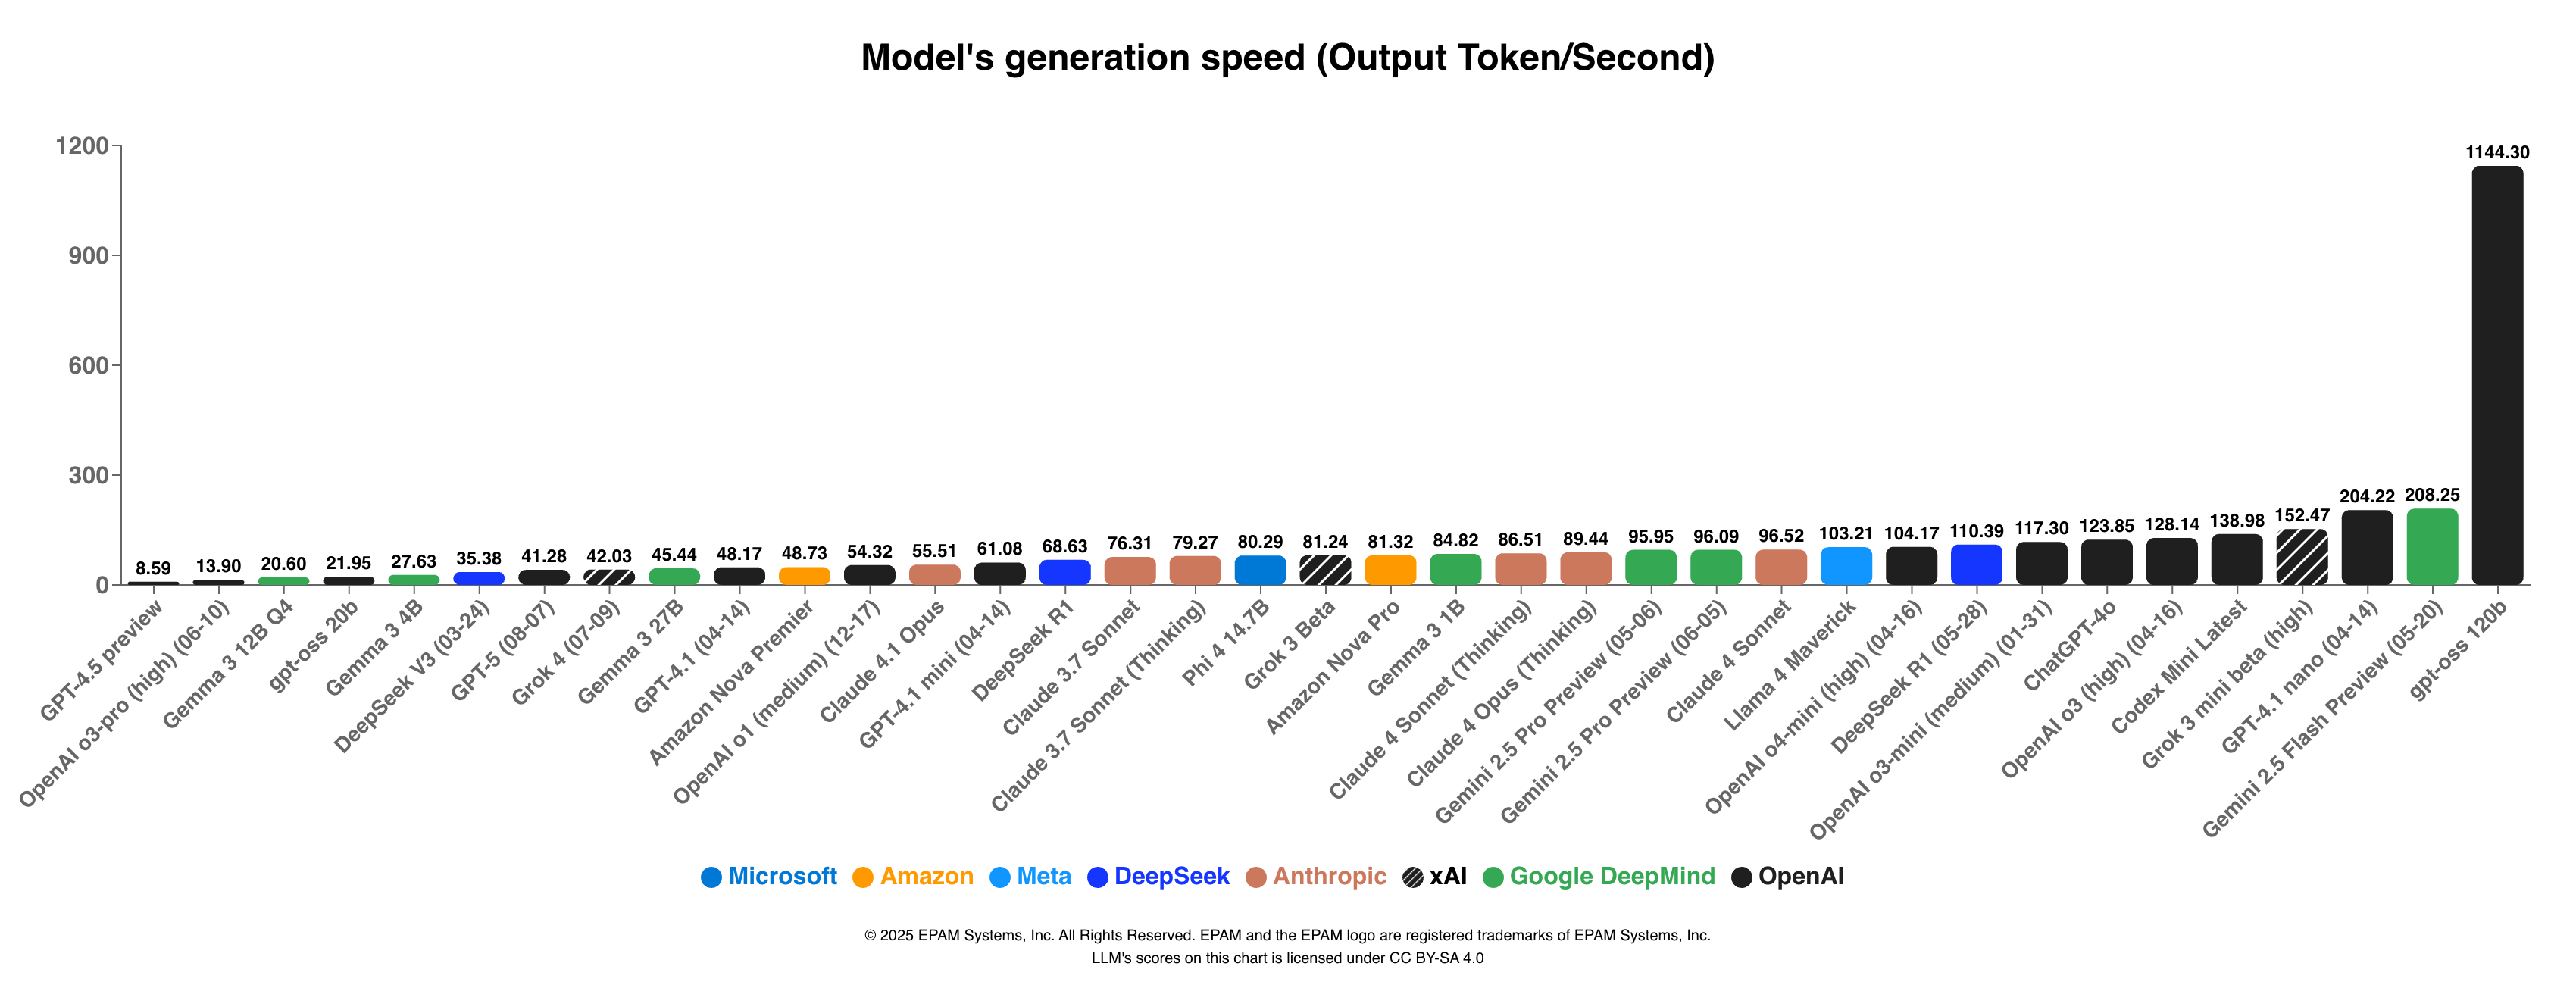 Model's generation speed (Output Token/Second)
1200
900
600
300
0
8.59
13.90
20.60
21.95
27.63
35.38
41.28
42.03
45.44
48.17
48.73
54.32
55.51
61.08
68.63
76.31
79.27
80.29
81.24
81.32
84.82
86.51
89.44
95.95
96.09
96.52
103.21
104.17
110.39
117.30
123.85
128.14
138.98
152.47
204.22
208.25
1144.30
GPT-4.5 preview
OpenAI o3-pro (high) (06-10)
Gemma 3 12B Q4
gpt-oss 20b
Gemma 3 4B
DeepSeek V3 (03-24)
GPT-5 (08-07)
Grok 4 (07-09)
Gemma 3 27B
GPT-4.1 (04-14)
Amazon Nova Premier
OpenAI o1 (medium) (12-17)
Claude 4.1 Opus
GPT-4.1 mini (04-14)
DeepSeek R1
Claude 3.7 Sonnet
Claude 3.7 Sonnet (Thinking)
Phi 4 14.7B
Grok 3 Beta
Amazon Nova Pro
Gemma 3 1B
Claude 4 Sonnet (Thinking)
Claude 4 Opus (Thinking)
Gemini 2.5 Pro Preview (05-06)
Gemini 2.5 Pro Preview (06-05)
Claude 4 Sonnet
Llama 4 Maverick
OpenAI o4-mini (high) (04-16)
DeepSeek R1 (05-28)
OpenAI o3-mini (medium) (01-31)
ChatGPT-4o
OpenAI o3 (high) (04-16)
Codex Mini Latest
Grok 3 mini beta (high)
GPT-4.1 nano (04-14)
Gemini 2.5 Flash Preview (05-20)
gpt-oss 120b
Microsoft Amazon Meta DeepSeek Anthropic xAI Google DeepMind OpenAI
© 2025 EPAM Systems, Inc. All Rights Reserved. EPAM and the EPAM logo are registered trademarks of EPAM Systems, Inc.
LLM's scores on this chart is licensed under CC BY-SA 4.0